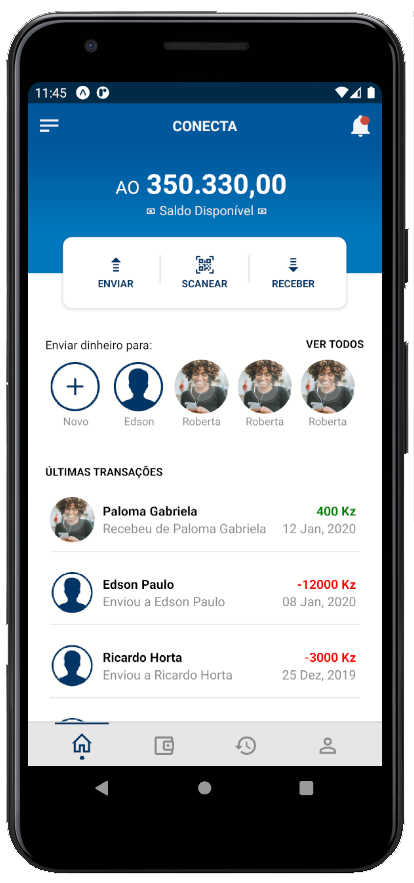 11:45
CONECTA
AO 350.330,00
Saldo Disponível
ENVIAR SCANEAR RECEBER
Enviar dinheiro para: VER TODOS
Novo Edson Roberta Roberta Roberta
ÚLTIMAS TRANSAÇÕES
Paloma Gabriela 400 Kz
Recebeu de Paloma Gabriela 12 Jan, 2020
Edson Paulo -12000 Kz
Enviou a Edson Paulo 08 Jan, 2020
Ricardo Horta -3000 Kz
Enviou a Ricardo Horta 25 Dez, 2019